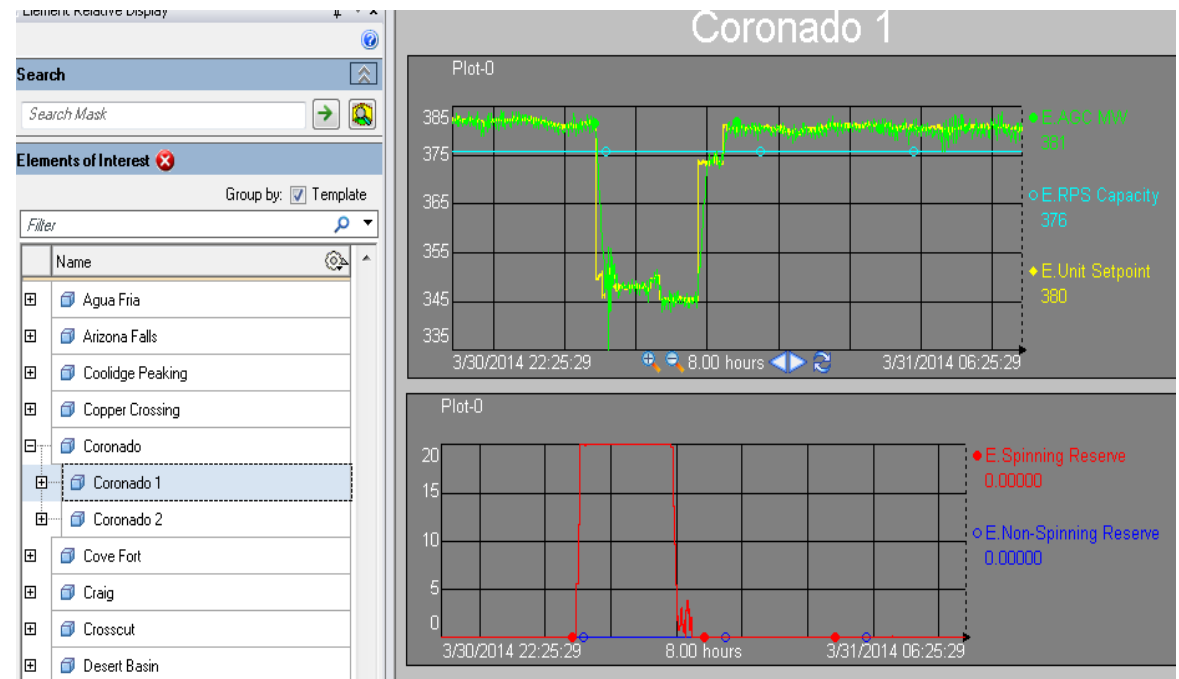 Element Relative Display
Search
Search Mask
Elements of Interest
Group by: Template
Filter
Name
Agua Fria
Arizona Falls
Coolidge Peaking
Copper Crossing
Coronado
Coronado 1
Coronado 2
Cove Fort
Craig
Crosscut
Desert Basin
Coronado 1
Plot-0
385
375
365
355
345
335
3/30/2014 22:25:29 8.00 hours 3/31/2014 06:25:29
E.AGC MW
381
E.RPS Capacity
376
E.Unit Setpoint
380
Plot-0
20
15
10
5
0
3/30/2014 22:25:29 8.00 hours 3/31/2014 06:25:29
E.Spinning Reserve
0.00000
E.Non-Spinning Reserve
0.00000